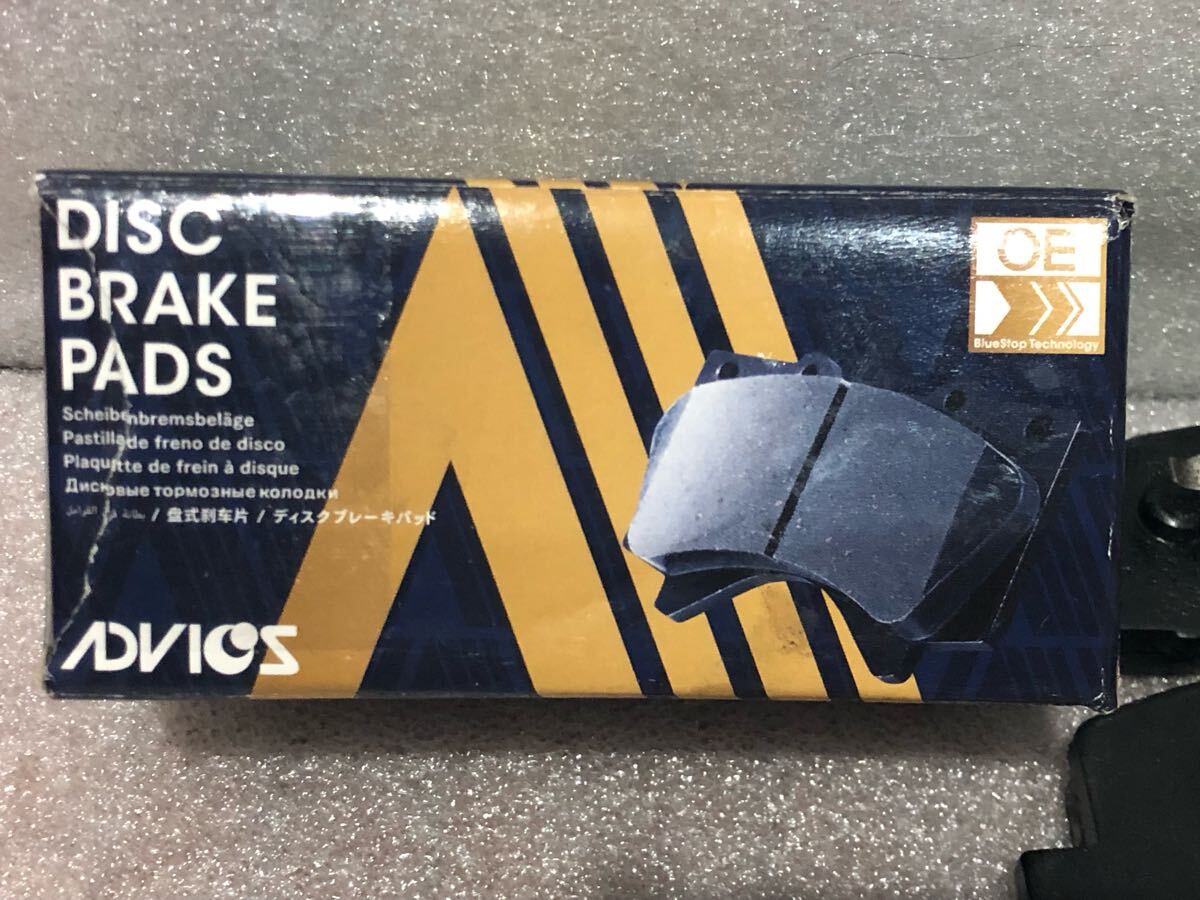 DISC
BRAKE
PADS
Scheibenbremsbeläge
Pastilla de freno de disco
Plaquitte de frein à disque
Дисковые тормозные колодки
/ 盘式刹车片 / ディスクブレーキパッド
ADVICS
OE
BlueStop Technology